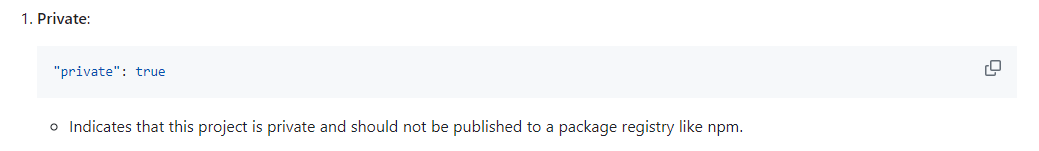 1. Private:
"private": true
Indicates that this project is private and should not be published to a package registry like npm.